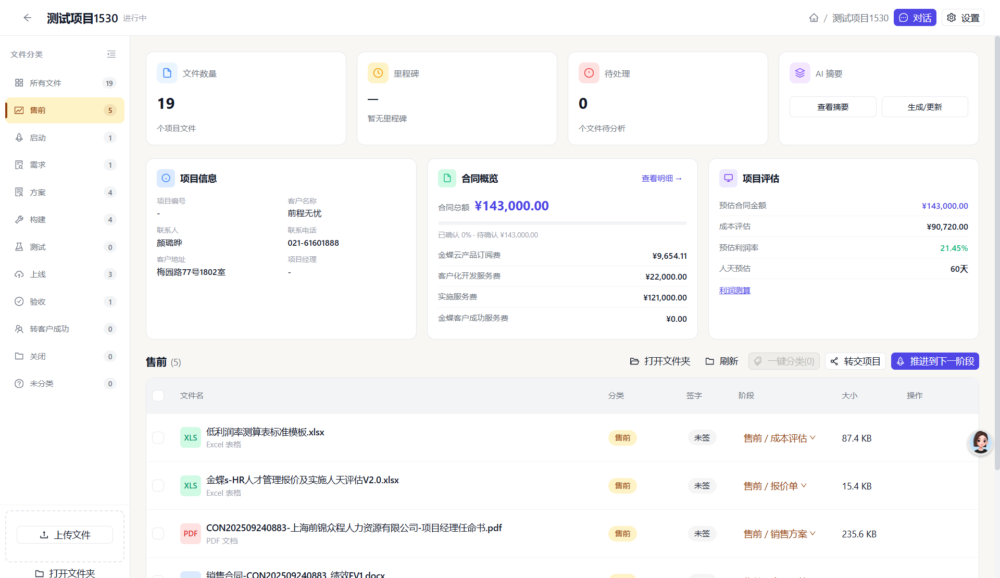 测试项目1530 进行中
/ 测试项目1530 对话 设置
文件分类
所有文件 19
售前 5
启动 1
需求 1
方案 4
构建 4
测试 0
上线 3
验收 1
转客户成功 0
关闭 0
未分类 0
上传文件
打开文件夹
文件数量
19
个项目文件
里程碑
—
暂无里程碑
待处理
0
个文件待分析
AI 摘要
查看摘要 生成/更新
项目信息
项目编号 客户名称
- 前程无忧
联系人 联系电话
颜璐晔 021-61601888
客户地址 项目经理
梅园路77号1802室 -
合同概览 查看明细 →
合同总额 ¥143,000.00
已确认 0% · 待确认 ¥143,000.00
金蝶云产品订阅费 ¥9,654.11
客户化开发服务费 ¥22,000.00
实施服务费 ¥121,000.00
金蝶客户成功服务费 ¥0.00
项目评估
预估合同金额 ¥143,000.00
成本评估 ¥90,720.00
预估利润率 21.45%
人天预估 60天
利润测算
售前 (5) 打开文件夹 刷新 一键分类(0) 转交项目 推进到下一阶段
文件名 分类 签字 阶段 大小 操作
XLS 低利润率测算表标准模板.xlsx 售前 未签 售前 / 成本评估 87.4 KB
Excel 表格
XLS 金蝶s-HR人才管理报价及实施人天评估V2.0.xlsx 售前 未签 售前 / 报价单 15.4 KB
Excel 表格
PDF CON202509240883-上海前锦众程人力资源有限公司-项目经理任命书.pdf 售前 未签 售前 / 销售方案 235.6 KB
PDF 文档
销售合同-CON202509240883_绩效FV1.docx